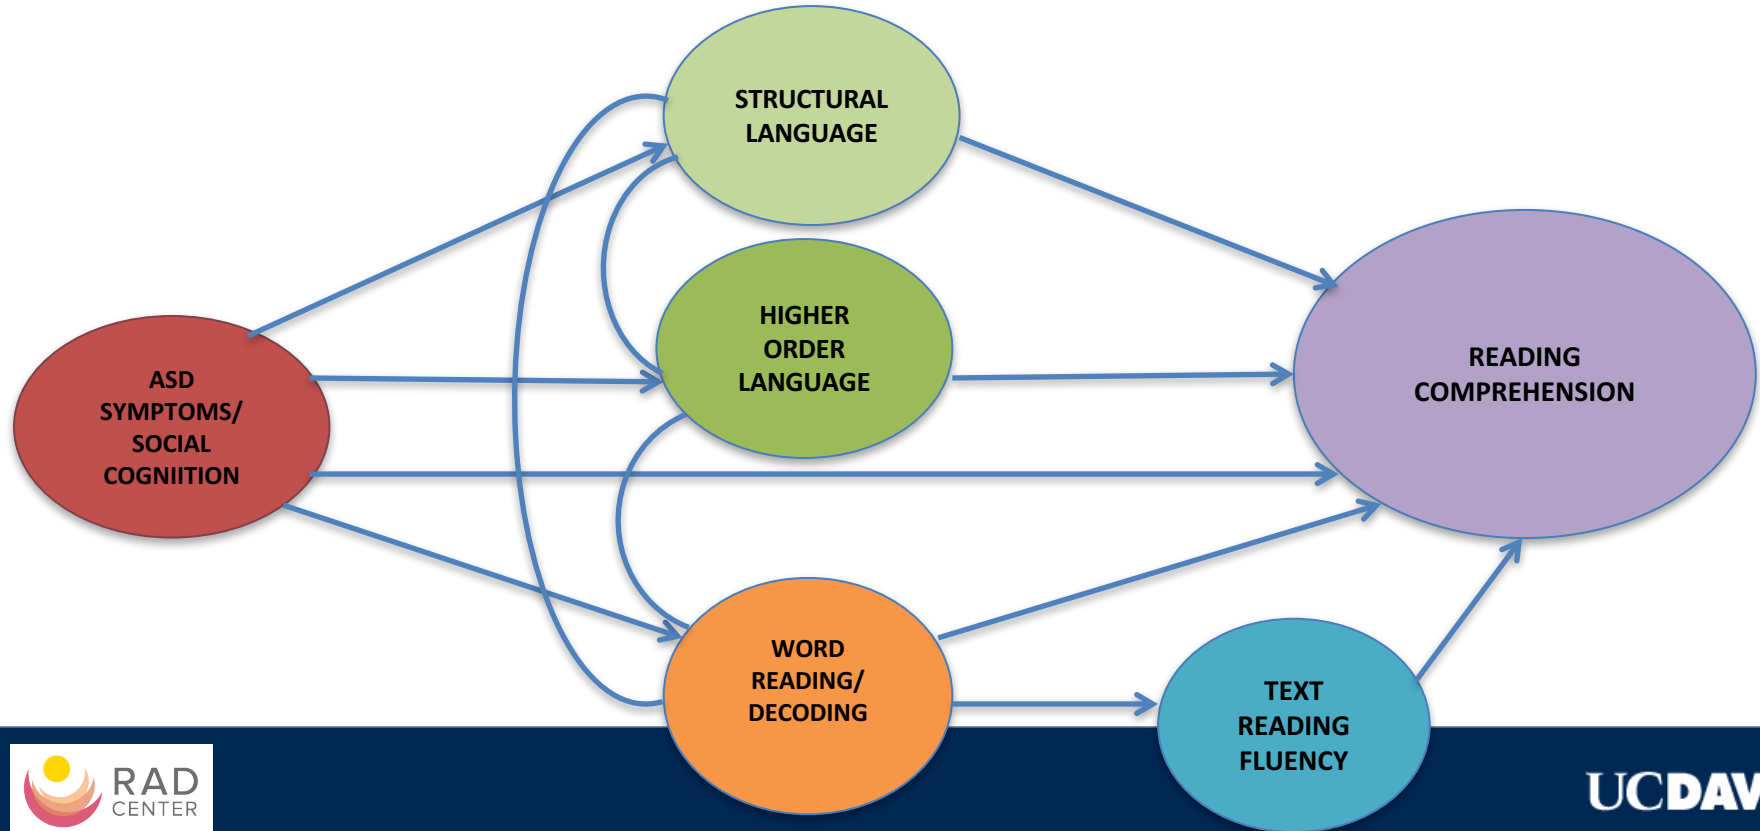 STRUCTURAL
LANGUAGE
HIGHER
ORDER
LANGUAGE
ASD
SYMPTOMS/
SOCIAL
COGNIITION
READING
COMPREHENSION
WORD
READING/
DECODING
TEXT
READING
FLUENCY
RAD
CENTER
UCDAV